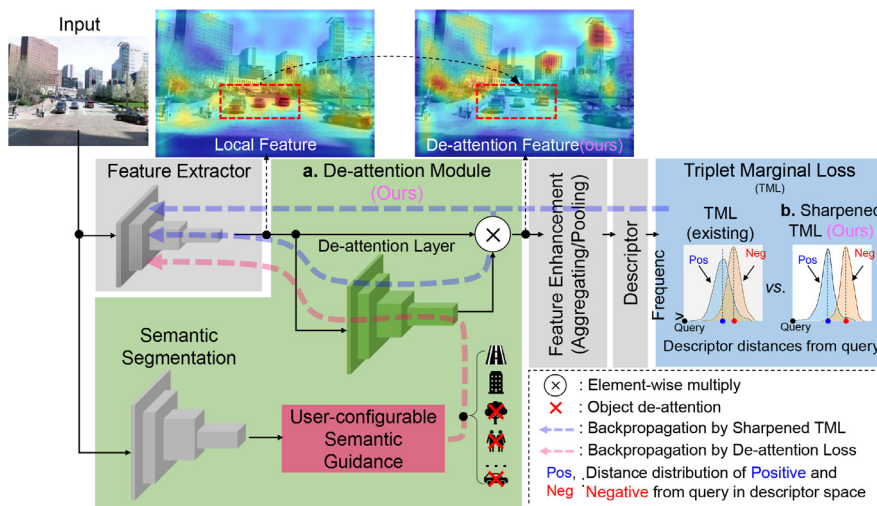 Input
Local Feature
De-attention Feature(ours)
Feature Extractor
a. De-attention Module
(Ours)
De-attention Layer
Semantic
Segmentation
User-configurable
Semantic
Guidance
Feature Enhancement
(Aggregating/Pooling)
Descriptor
Triplet Marginal Loss
(TML)
TML
(existing)
b. Sharpened
TML (Ours)
Pos
Neg
vs.
Pos
Neg
Frequenc
y
Query
Query
Descriptor distances from query
: Element-wise multiply
: Object de-attention
: Backpropagation by Sharpened TML
: Backpropagation by De-attention Loss
Pos, Distance distribution of Positive and
Neg : Negative from query in descriptor space